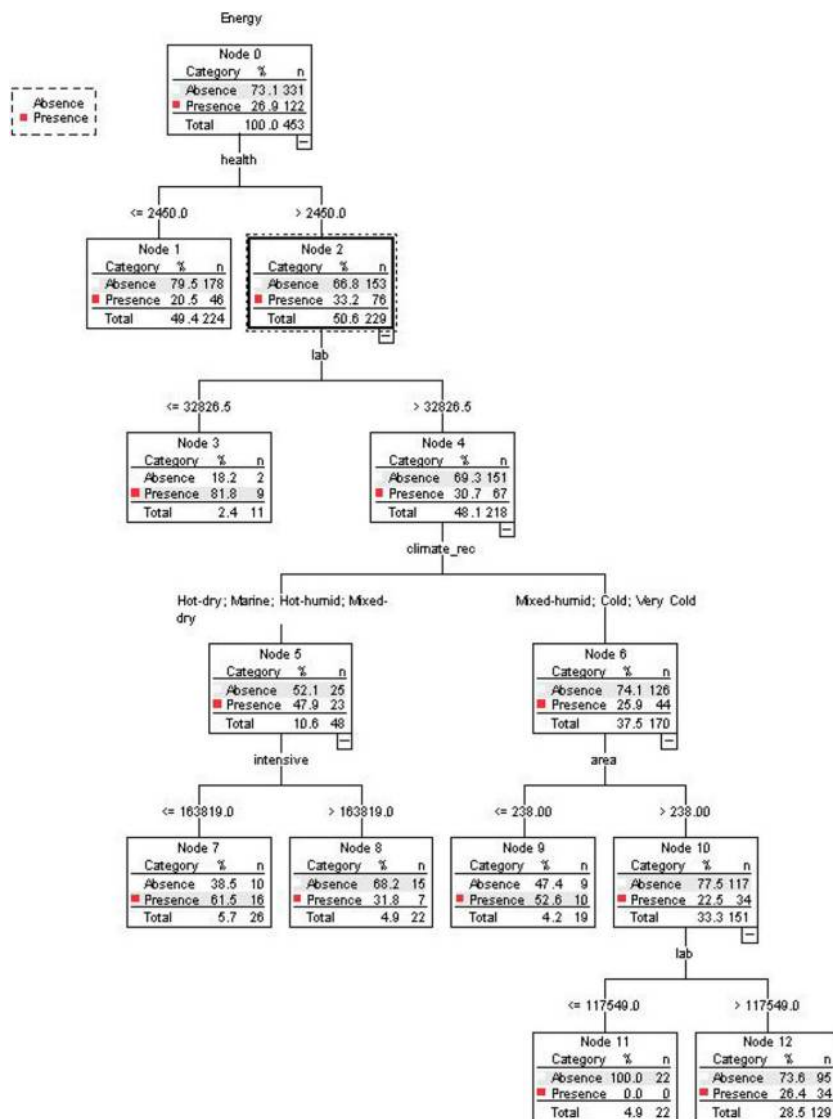 Energy
Absence
Presence
Node 0
Category % n
Absence 73.1 331
Presence 26.9 122
Total 100.0 453
health
<= 2450.0
> 2450.0
Node 1
Category % n
Absence 79.5 178
Presence 20.5 46
Total 49.4 224
Node 2
Category % n
Absence 66.8 153
Presence 33.2 76
Total 50.6 229
lab
<= 32826.5
> 32826.5
Node 3
Category % n
Absence 18.2 2
Presence 81.8 9
Total 2.4 11
Node 4
Category % n
Absence 69.3 151
Presence 30.7 67
Total 48.1 218
climate_rec
Hot-dry; Marine; Hot-humid; Mixed-
dry
Mixed-humid; Cold; Very Cold
Node 5
Category % n
Absence 52.1 25
Presence 47.9 23
Total 10.6 48
Node 6
Category % n
Absence 74.1 126
Presence 25.9 44
Total 37.5 170
intensive
area
<= 163819.0
> 163819.0
<= 238.00
> 238.00
Node 7
Category % n
Absence 38.5 10
Presence 61.5 16
Total 5.7 26
Node 8
Category % n
Absence 68.2 15
Presence 31.8 7
Total 4.9 22
Node 9
Category % n
Absence 47.4 9
Presence 52.6 10
Total 4.2 19
Node 10
Category % n
Absence 77.5 117
Presence 22.5 34
Total 33.3 151
lab
<= 117549.0
> 117549.0
Node 11
Category % n
Absence 100.0 22
Presence 0.0 0
Total 4.9 22
Node 12
Category % n
Absence 73.6 95
Presence 26.4 34
Total 28.5 129